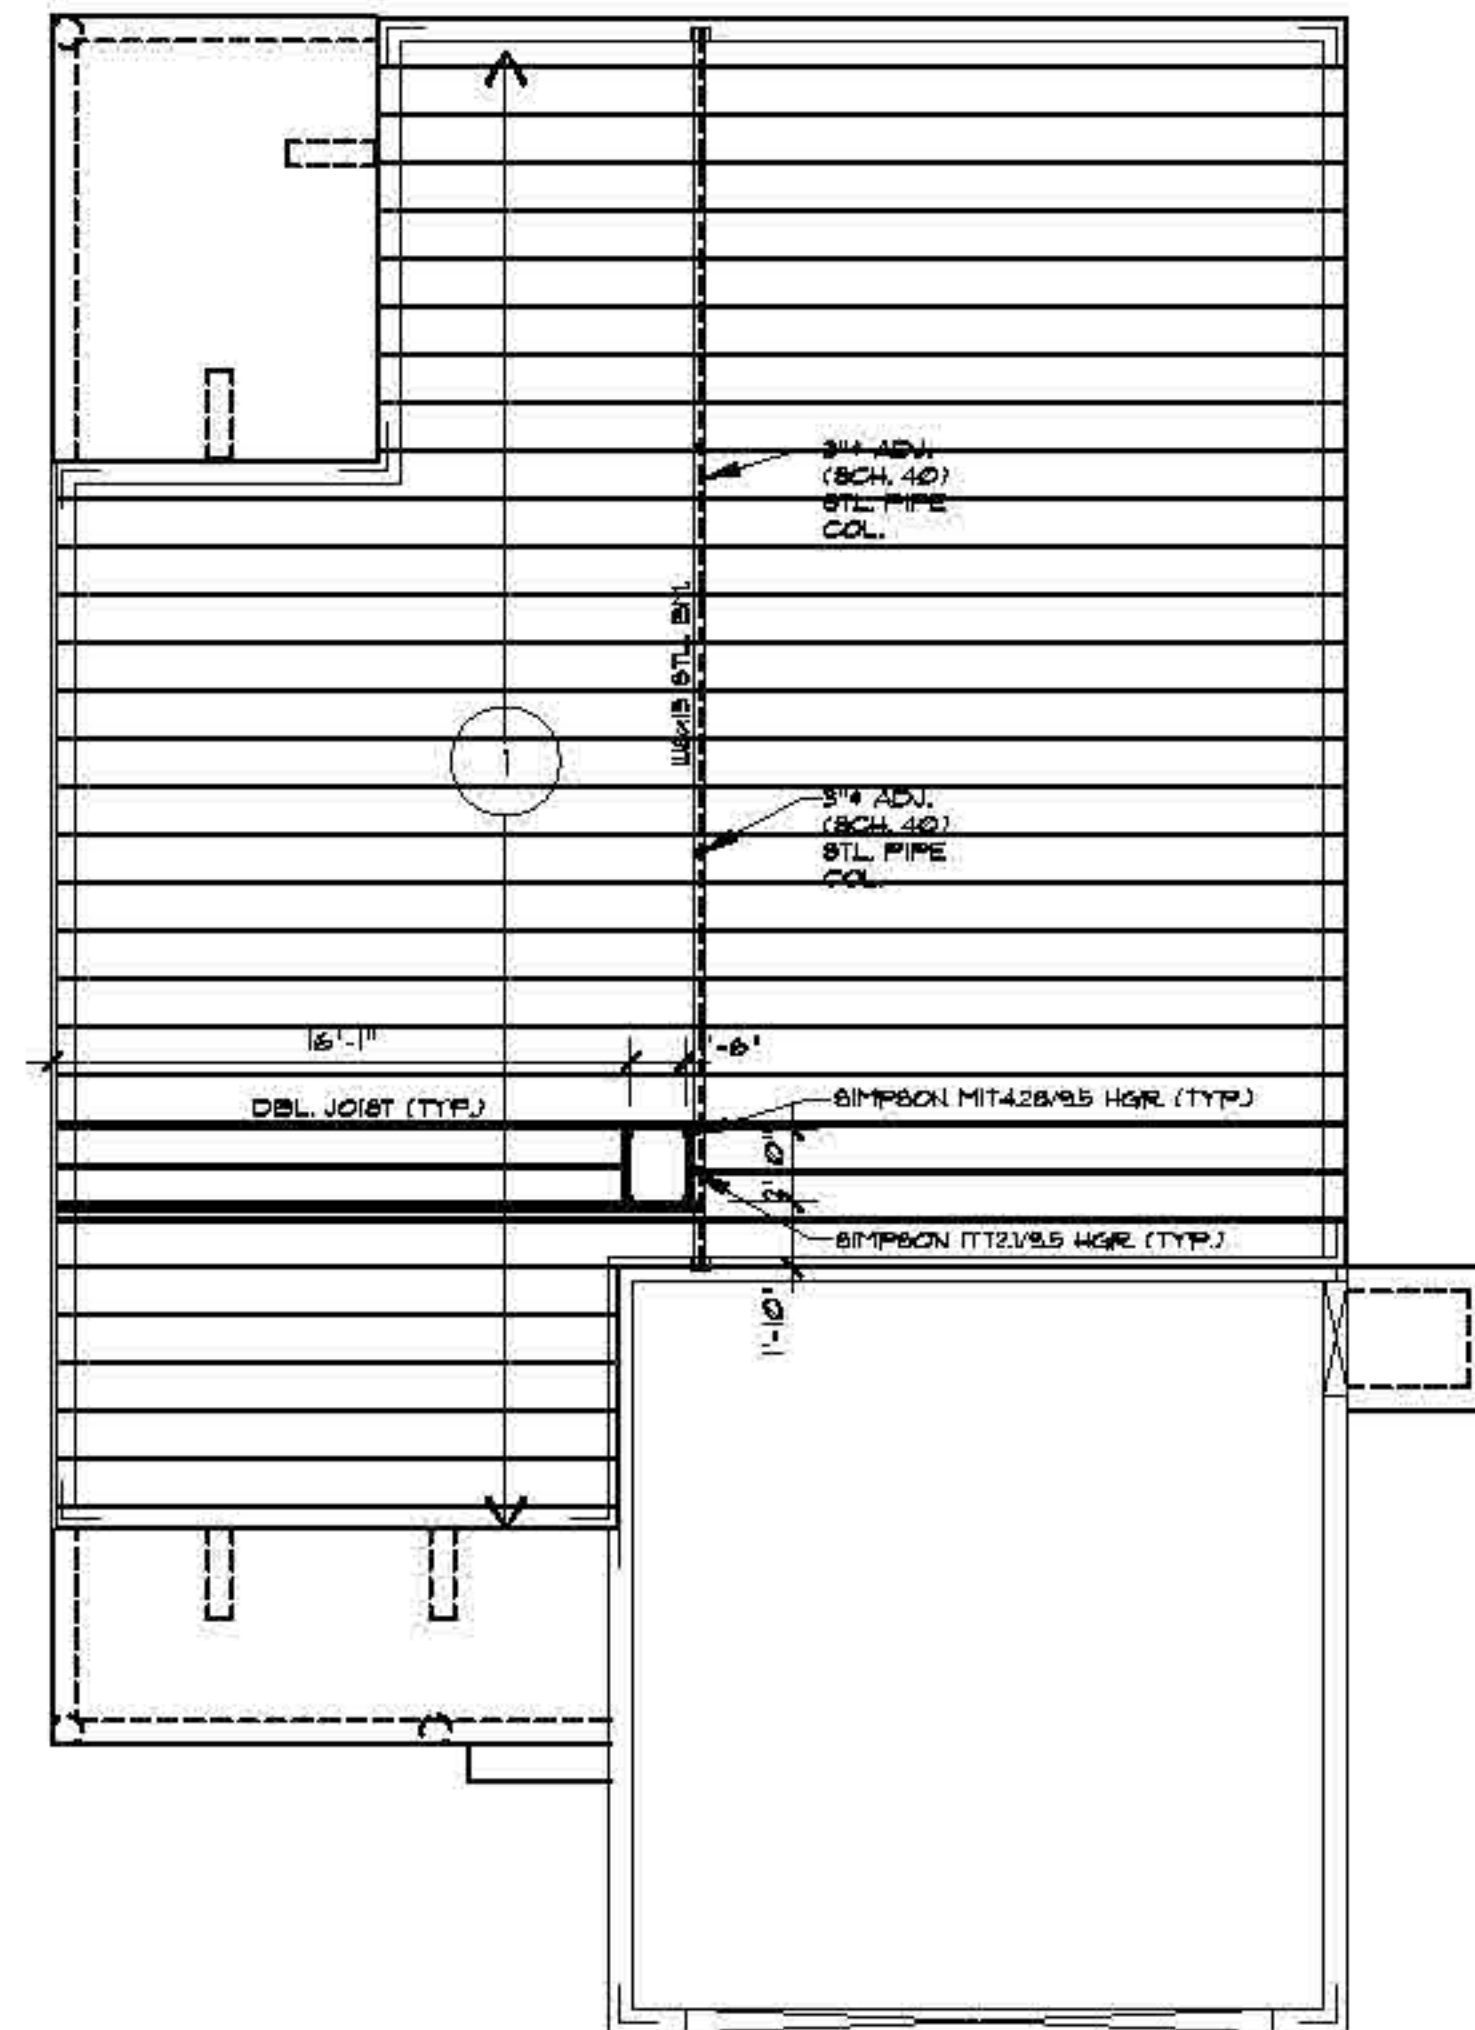 3"ϕ ADJ.
(SCH. 40)
STL. PIPE
COL.
W8x15 STL. BM.
1
3"ϕ ADJ.
(SCH. 40)
STL. PIPE
COL.
16'-1"
1'-6"
DBL. JOIST (TYP.)
SIMPSON MIT4.28/9.5 HGR. (TYP.)
2'-0"
SIMPSON ITT2.1/9.5 HGR. (TYP.)
1'-10"